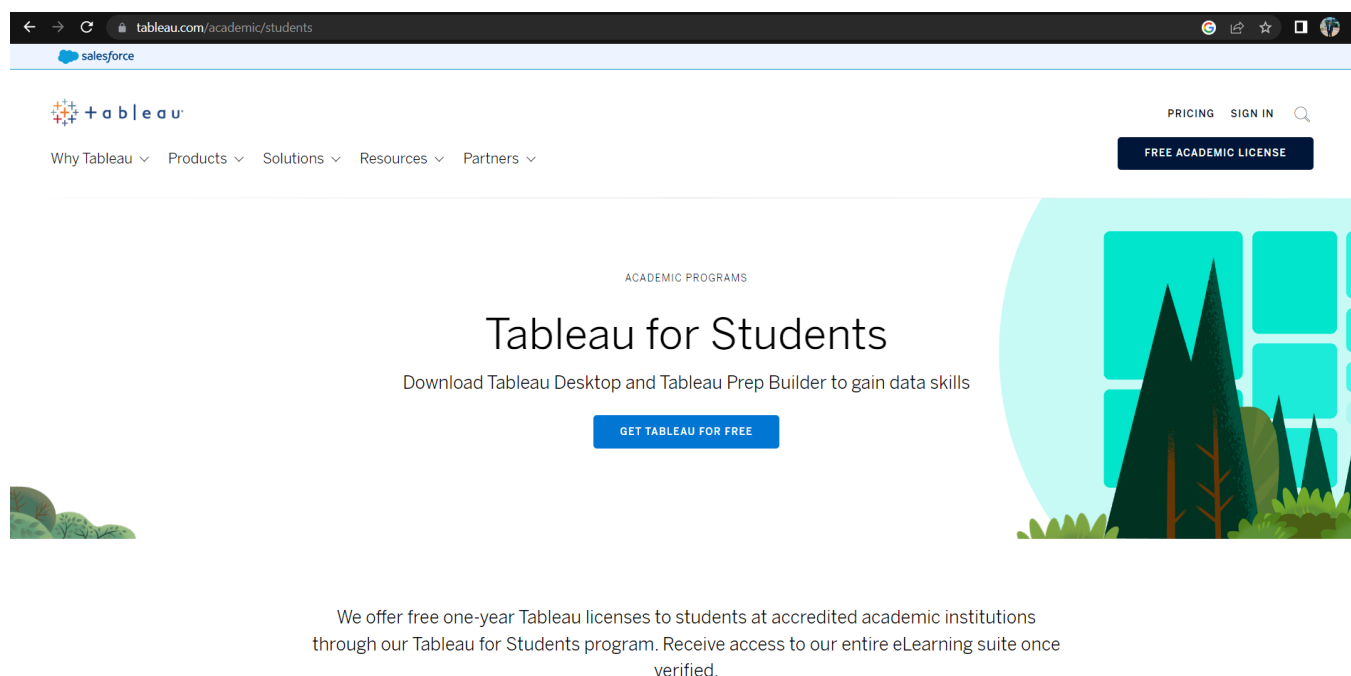 tableau.com/academic/students
salesforce
+ a b | e a u
PRICING SIGN IN
Why Tableau Products Solutions Resources Partners
FREE ACADEMIC LICENSE
ACADEMIC PROGRAMS
Tableau for Students
Download Tableau Desktop and Tableau Prep Builder to gain data skills
GET TABLEAU FOR FREE
We offer free one-year Tableau licenses to students at accredited academic institutions
through our Tableau for Students program. Receive access to our entire eLearning suite once
verified.